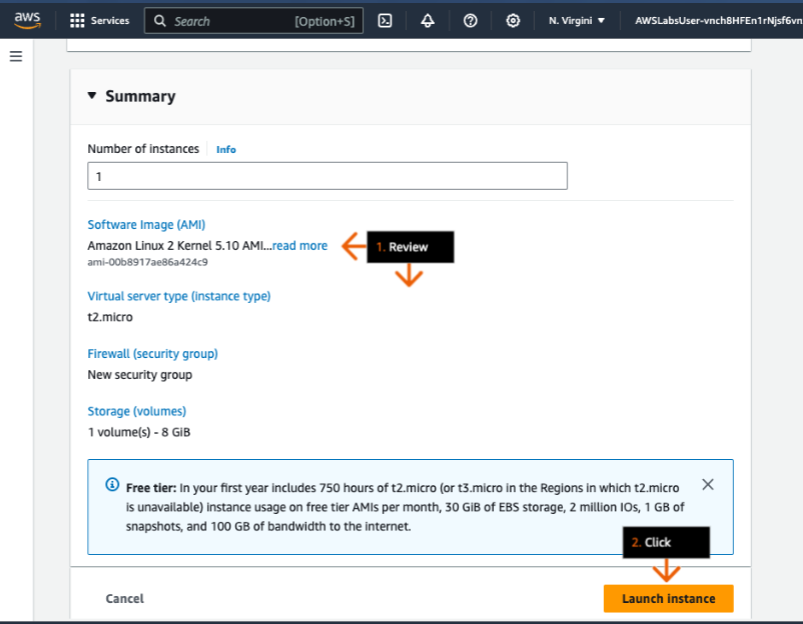 aws Services Search [Option+S] N. Virgini ▼ AWSLabsUser-vnch8HFEn1rNjsf6vn
▼ Summary
Number of instances Info
1
Software Image (AMI)
Amazon Linux 2 Kernel 5.10 AMI...read more
1. Review
ami-00b8917ae86a424c9
Virtual server type (instance type)
t2.micro
Firewall (security group)
New security group
Storage (volumes)
1 volume(s) - 8 GiB
Free tier: In your first year includes 750 hours of t2.micro (or t3.micro in the Regions in which t2.micro
is unavailable) instance usage on free tier AMIs per month, 30 GiB of EBS storage, 2 million IOs, 1 GB of
snapshots, and 100 GB of bandwidth to the internet.
2. Click
Cancel Launch instance